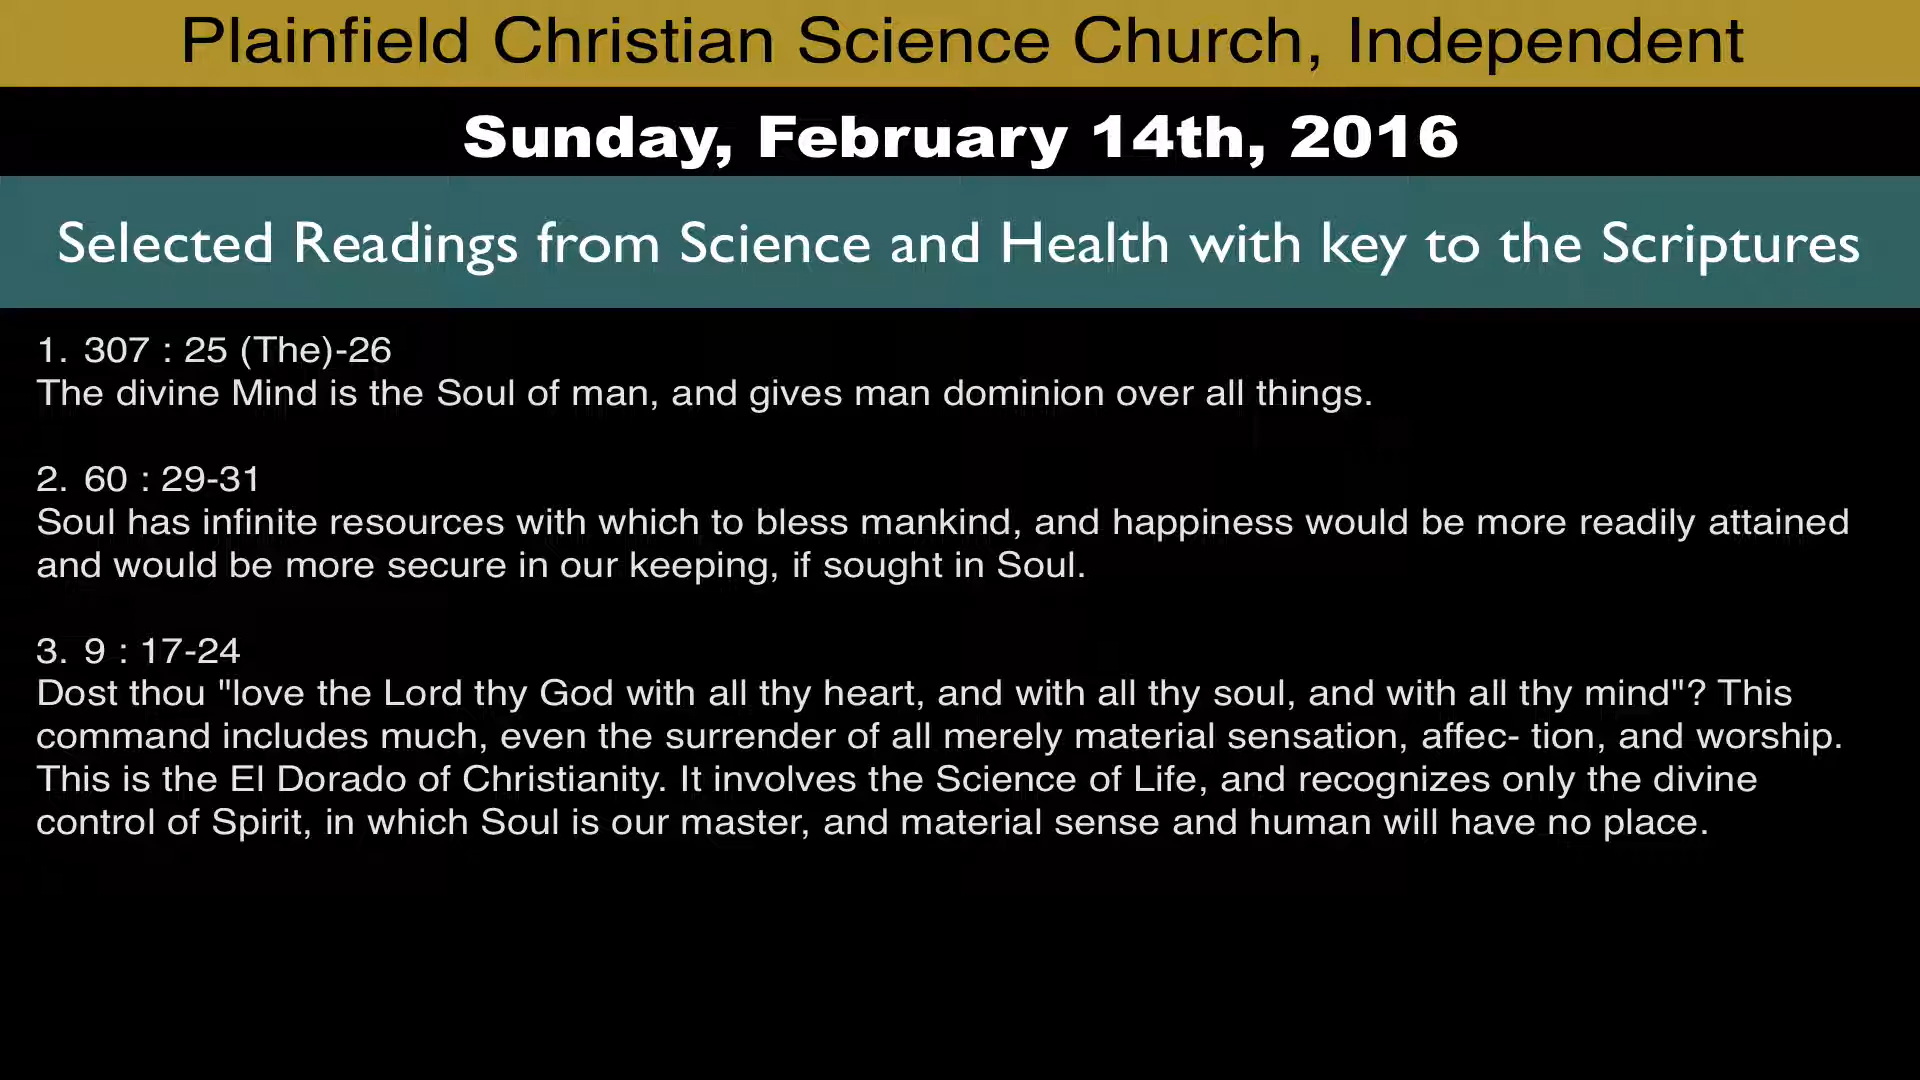 Plainfield Christian Science Church, Independent
Sunday, February 14th, 2016
Selected Readings from Science and Health with key to the Scriptures
1. 307 : 25 (The)-26
The divine Mind is the Soul of man, and gives man dominion over all things.
2. 60 : 29-31
Soul has infinite resources with which to bless mankind, and happiness would be more readily attained
and would be more secure in our keeping, if sought in Soul.
3. 9 : 17-24
Dost thou "love the Lord thy God with all thy heart, and with all thy soul, and with all thy mind"? This
command includes much, even the surrender of all merely material sensation, affec- tion, and worship.
This is the El Dorado of Christianity. It involves the Science of Life, and recognizes only the divine
control of Spirit, in which Soul is our master, and material sense and human will have no place.